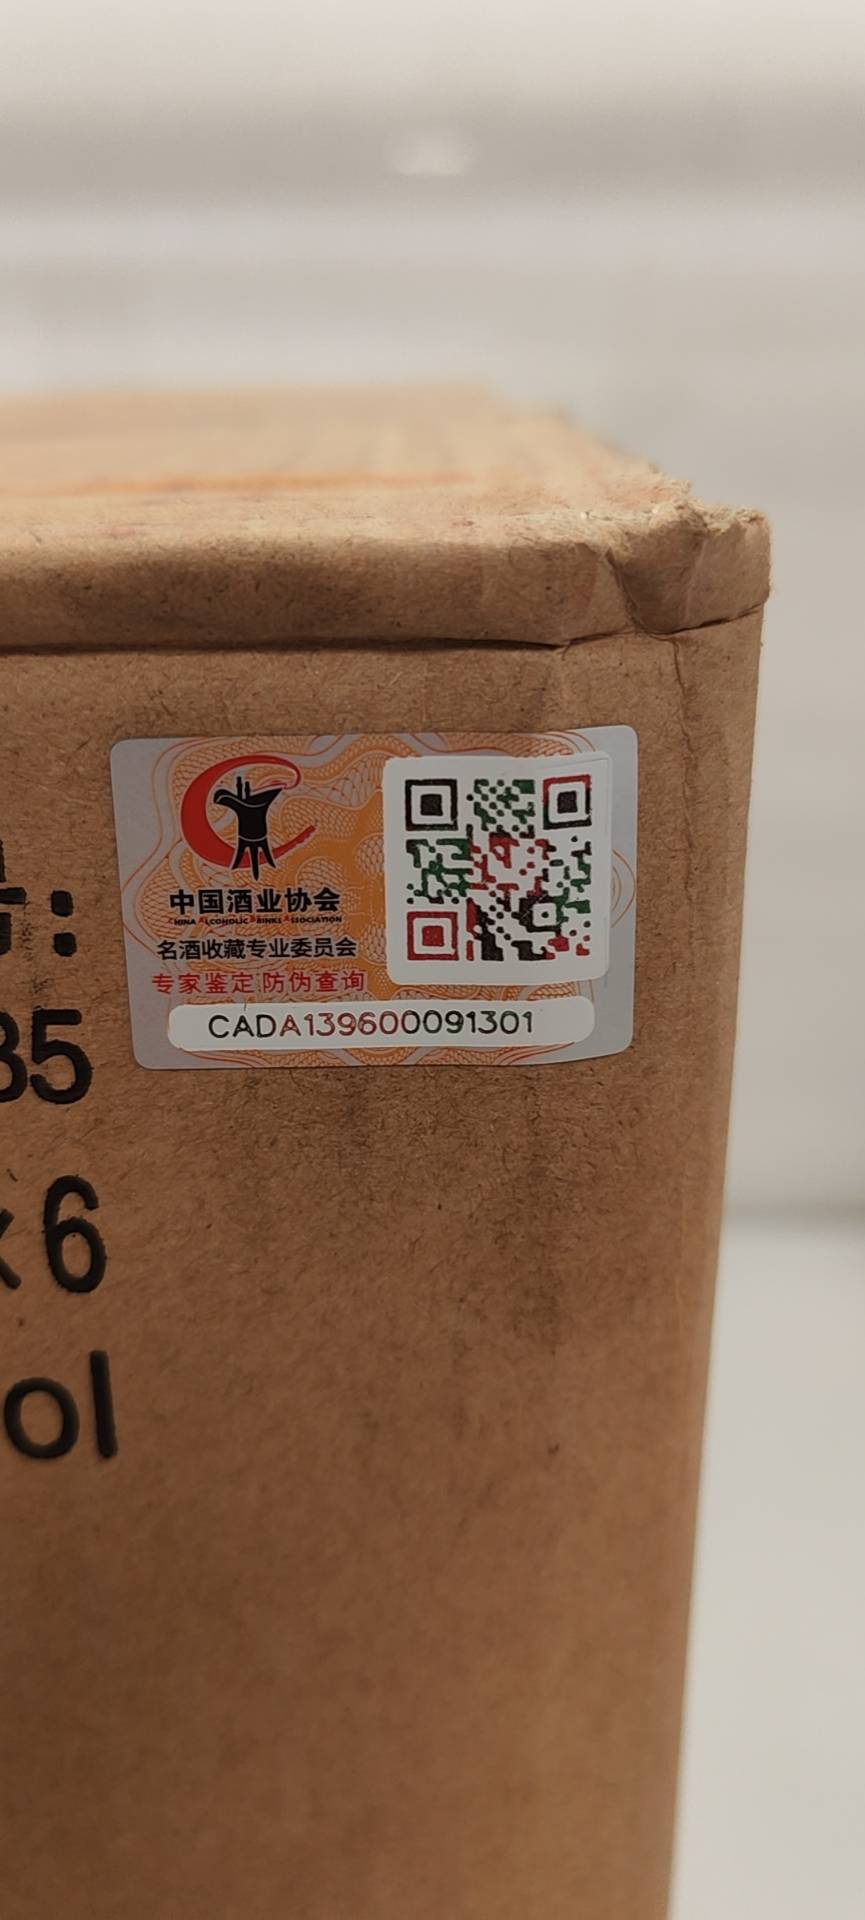 中国酒业协会
CHINA ALCOHOLIC DRINKS ASSOCIATION
名酒收藏专业委员会
专家鉴定 防伪查询
CADA139600091301
:
35
×6
ol